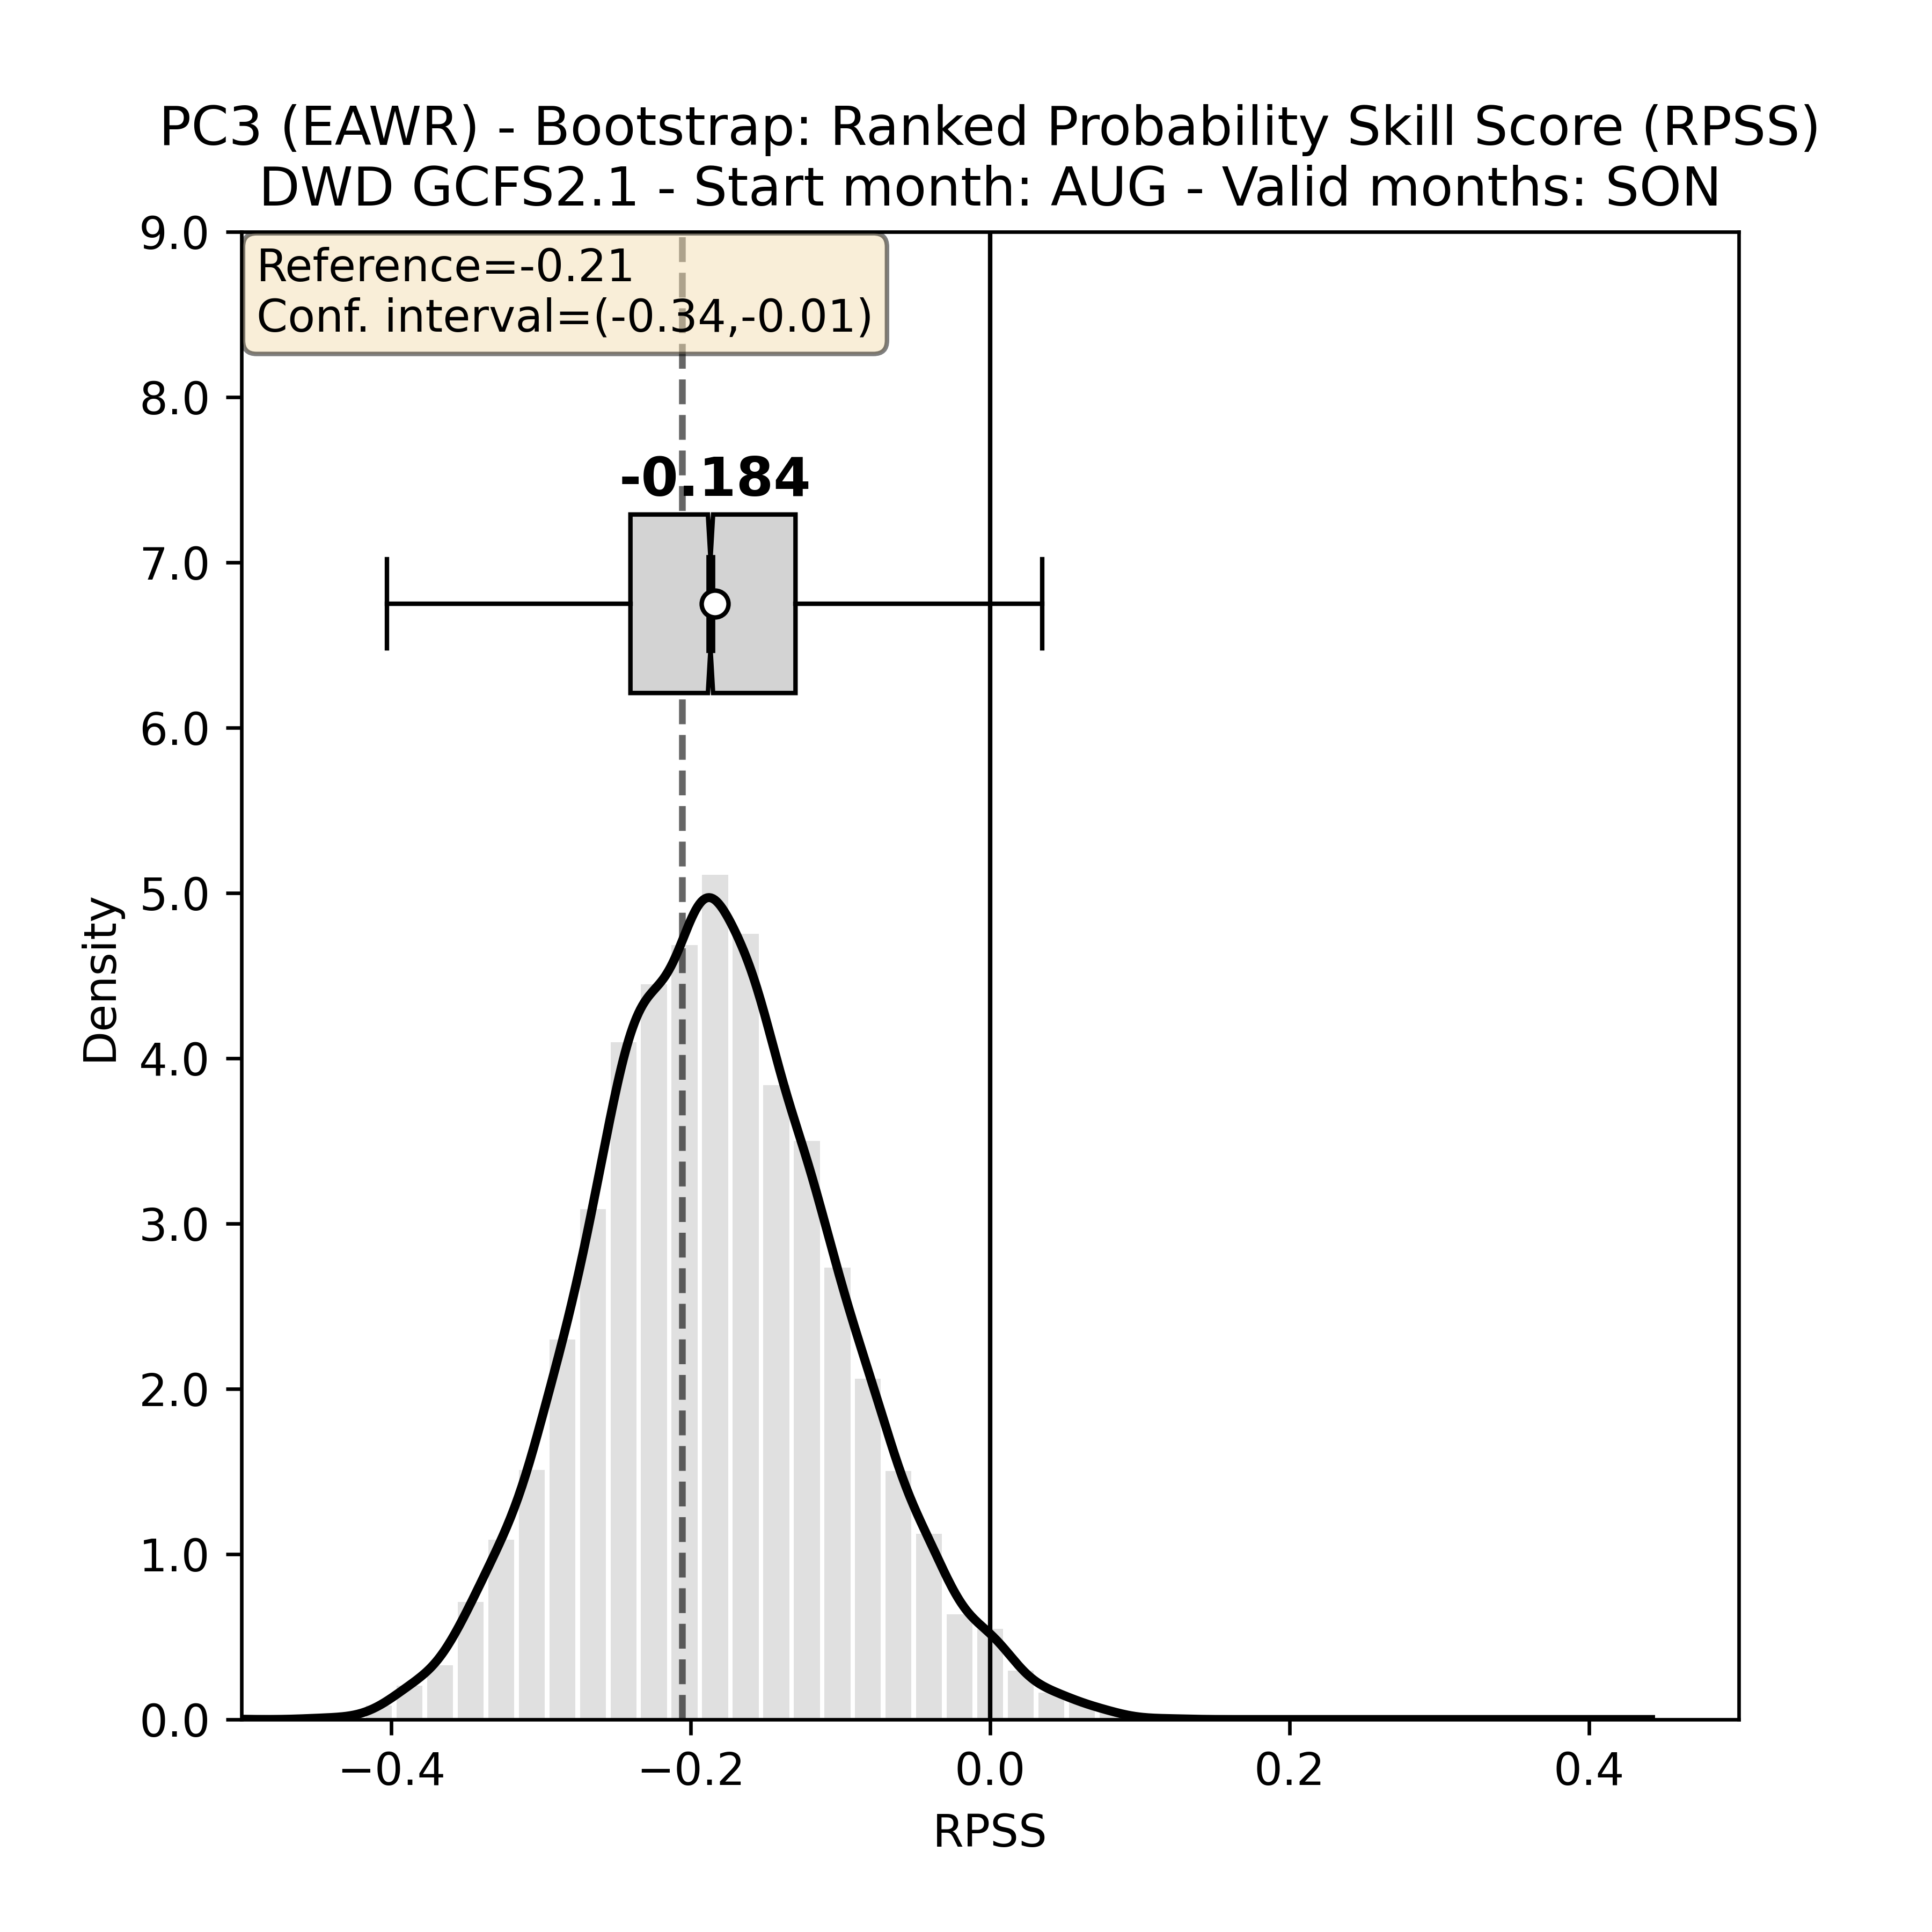 PC3 (EAWR) - Bootstrap: Ranked Probability Skill Score (RPSS)
DWD GCFS2.1 - Start month: AUG - Valid months: SON
9.0
Reference=-0.21
Conf. interval=(-0.34,-0.01)
8.0
-0.184
7.0
6.0
5.0
Density
4.0
3.0
2.0
1.0
0.0
−0.4 −0.2 0.0 0.2 0.4
RPSS